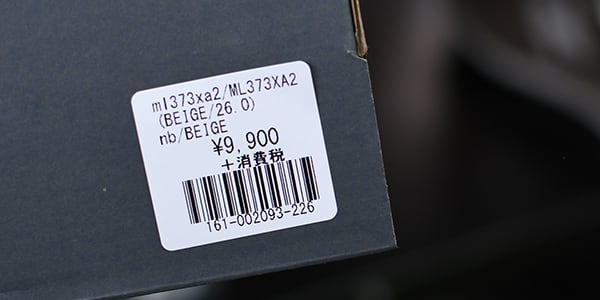 ml373xa2/ML373XA2
(BEIGE/26.0)
nb/BEIGE
¥9,900
+消費税
161-002093-226